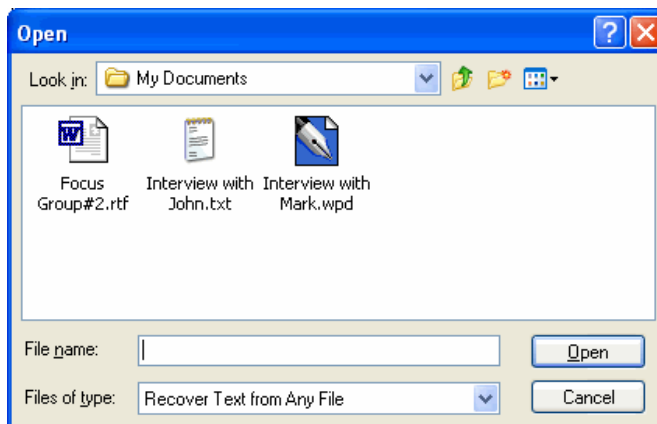 Open
Look in: My Documents
Focus Group#2.rtf
Interview with John.txt
Interview with Mark.wpd
File name:
Open
Files of type: Recover Text from Any File
Cancel